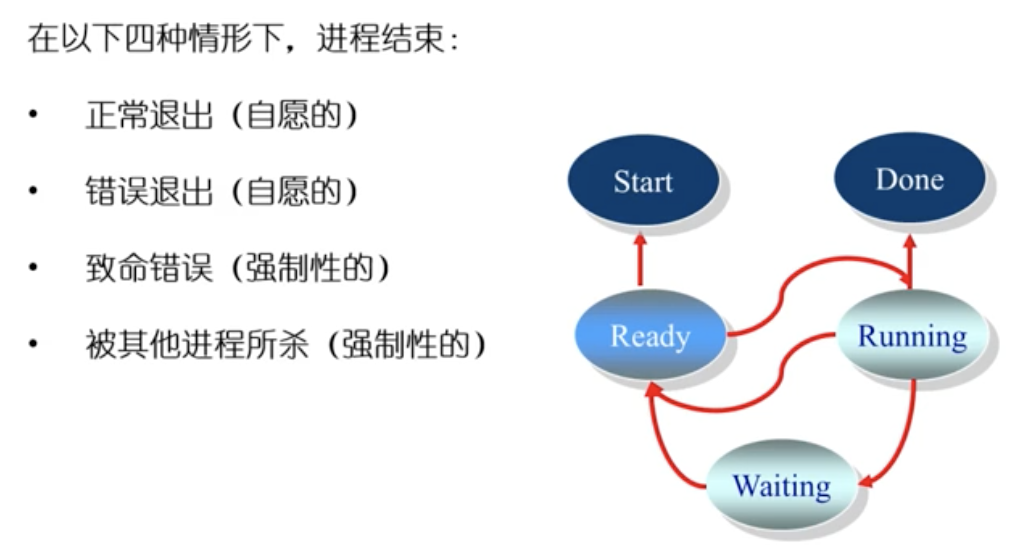 在以下四种情形下，进程结束：
• 正常退出（自愿的）
• 错误退出（自愿的）
• 致命错误（强制性的）
• 被其他进程所杀（强制性的）
Start
Done
Ready
Running
Waiting